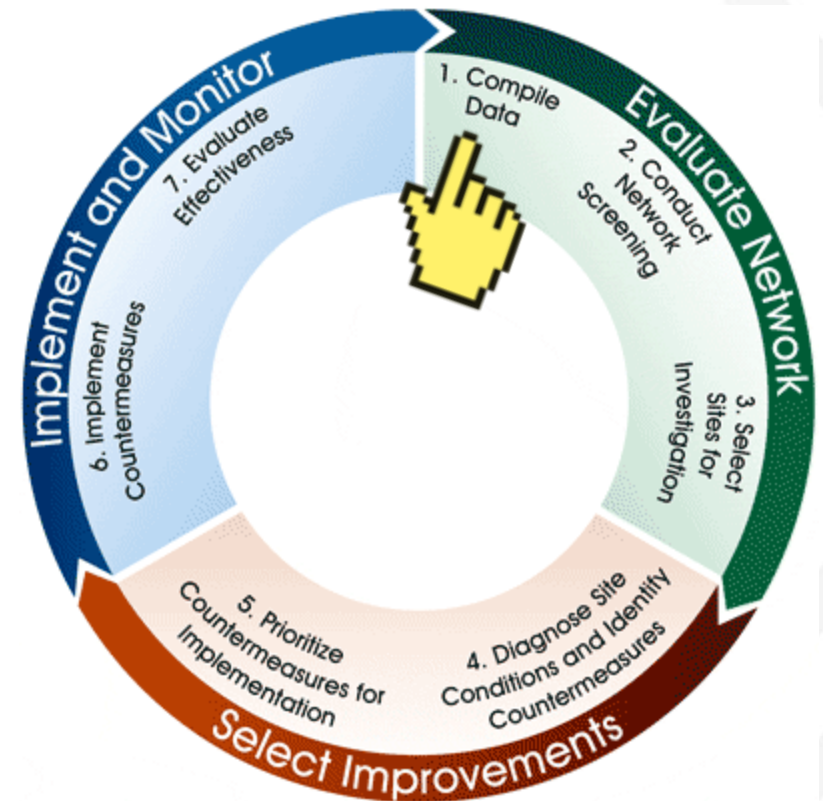 Evaluate Network
1. Compile
Data
2. Conduct
Network
Screening
3. Select
Sites for
Investigation
Select Improvements
4. Diagnose Site
Conditions and Identity
Countermeasures
5. Prioritize
Countermeasures for
Implementation
Implement and Monitor
6. Implement
Countermeasures
7. Evaluate
Effectiveness